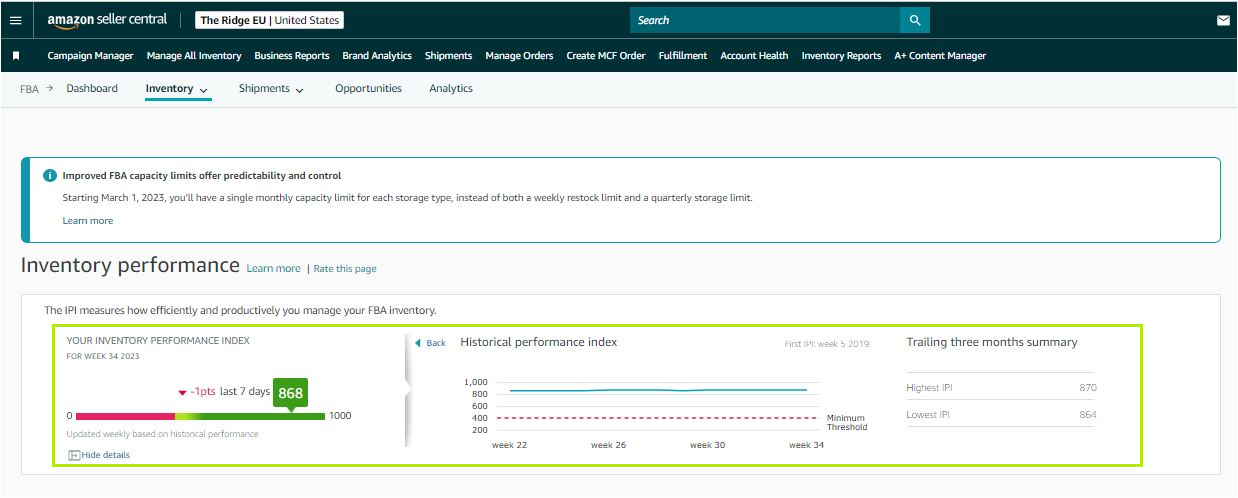 amazon seller central
The Ridge EU | United States
Search
Campaign Manager Manage All Inventory Business Reports Brand Analytics Shipments Manage Orders Create MCF Order Fulfillment Account Health Inventory Reports A+ Content Manager
FBA → Dashboard Inventory Shipments Opportunities Analytics
Improved FBA capacity limits offer predictability and control
Starting March 1, 2023, you'll have a single monthly capacity limit for each storage type, instead of both a weekly restock limit and a quarterly storage limit.
Learn more
Inventory performance Learn more | Rate this page
The IPI measures how efficiently and productively you manage your FBA inventory.
YOUR INVENTORY PERFORMANCE INDEX
FOR WEEK 34 2023
-1pts last 7 days 868
0 1000
Updated weekly based on historical performance
Hide details
Back Historical performance index First IPI: week 5 2019
1,000
800
600
400
200
Minimum
Threshold
week 22 week 26 week 30 week 34
Trailing three months summary
Highest IPI 870
Lowest IPI 864